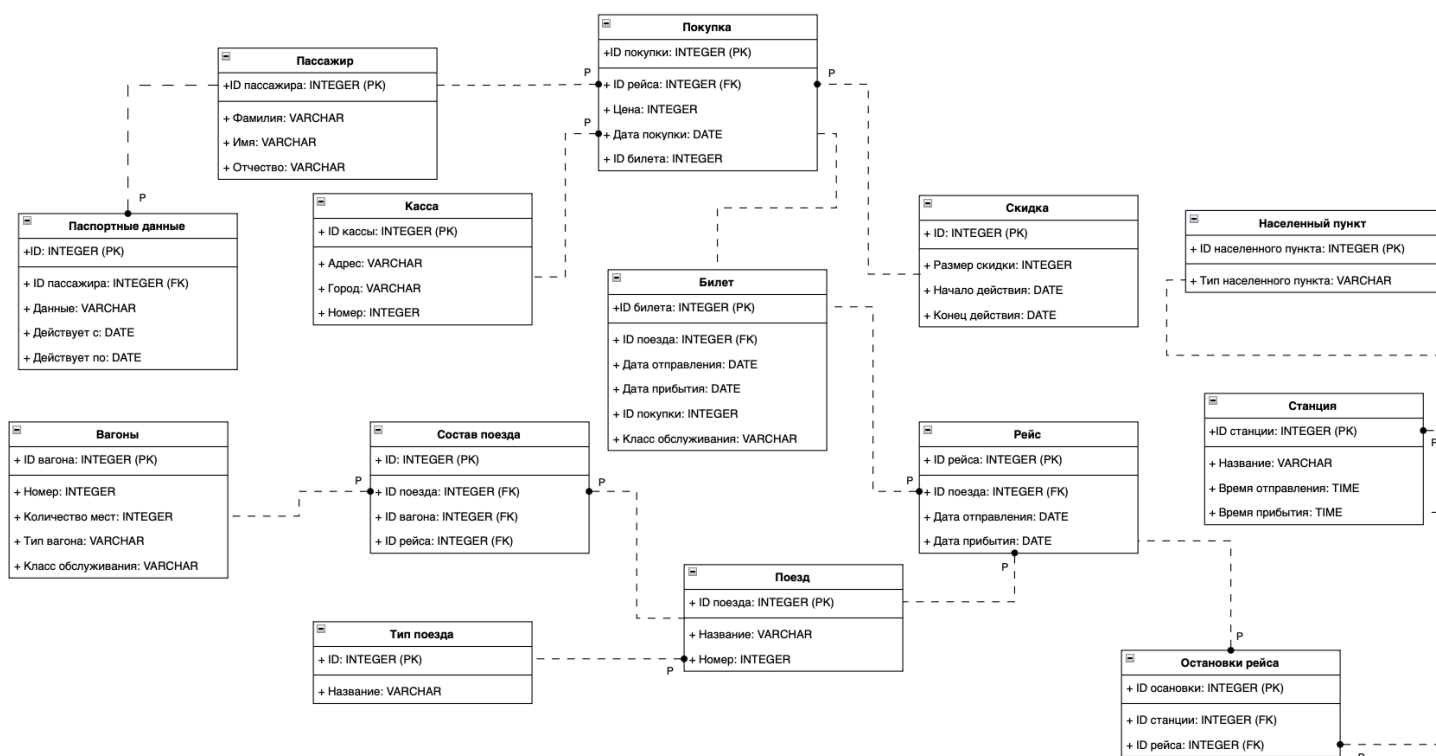 Покупка
+ID покупки: INTEGER (PK)
+ ID рейса: INTEGER (FK)
+ Цена: INTEGER
+ Дата покупки: DATE
+ ID билета: INTEGER
P
P
P
Пассажир
+ID пассажира: INTEGER (PK)
+ Фамилия: VARCHAR
+ Имя: VARCHAR
+ Отчество: VARCHAR
P
Паспортные данные
+ID: INTEGER (PK)
+ ID пассажира: INTEGER (FK)
+ Данные: VARCHAR
+ Действует с: DATE
+ Действует по: DATE
Касса
+ ID кассы: INTEGER (PK)
+ Адрес: VARCHAR
+ Город: VARCHAR
+ Номер: INTEGER
Скидка
+ ID: INTEGER (PK)
+ Размер скидки: INTEGER
+ Начало действия: DATE
+ Конец действия: DATE
Населенный пункт
+ ID населенного пункта: INTEGER (PK)
+ Тип населенного пункта: VARCHAR
Билет
+ID билета: INTEGER (PK)
+ ID поезда: INTEGER (FK)
+ Дата отправления: DATE
+ Дата прибытия: DATE
+ ID покупки: INTEGER
+ Класс обслуживания: VARCHAR
Станция
+ID станции: INTEGER (PK)
+ Название: VARCHAR
+ Время отправления: TIME
+ Время прибытия: TIME
P
Вагоны
+ ID вагона: INTEGER (PK)
+ Номер: INTEGER
+ Количество мест: INTEGER
+ Тип вагона: VARCHAR
+ Класс обслуживания: VARCHAR
P
Состав поезда
+ ID: INTEGER (PK)
+ ID поезда: INTEGER (FK)
+ ID вагона: INTEGER (FK)
+ ID рейса: INTEGER (FK)
P
P
Рейс
+ ID рейса: INTEGER (PK)
+ ID поезда: INTEGER (FK)
+ Дата отправления: DATE
+ Дата прибытия: DATE
P
Поезд
+ ID поезда: INTEGER (PK)
+ Название: VARCHAR
+ Номер: INTEGER
P
Тип поезда
+ ID: INTEGER (PK)
+ Название: VARCHAR
P
Остановки рейса
+ ID осановки: INTEGER (PK)
+ ID станции: INTEGER (FK)
+ ID рейса: INTEGER (FK)
P